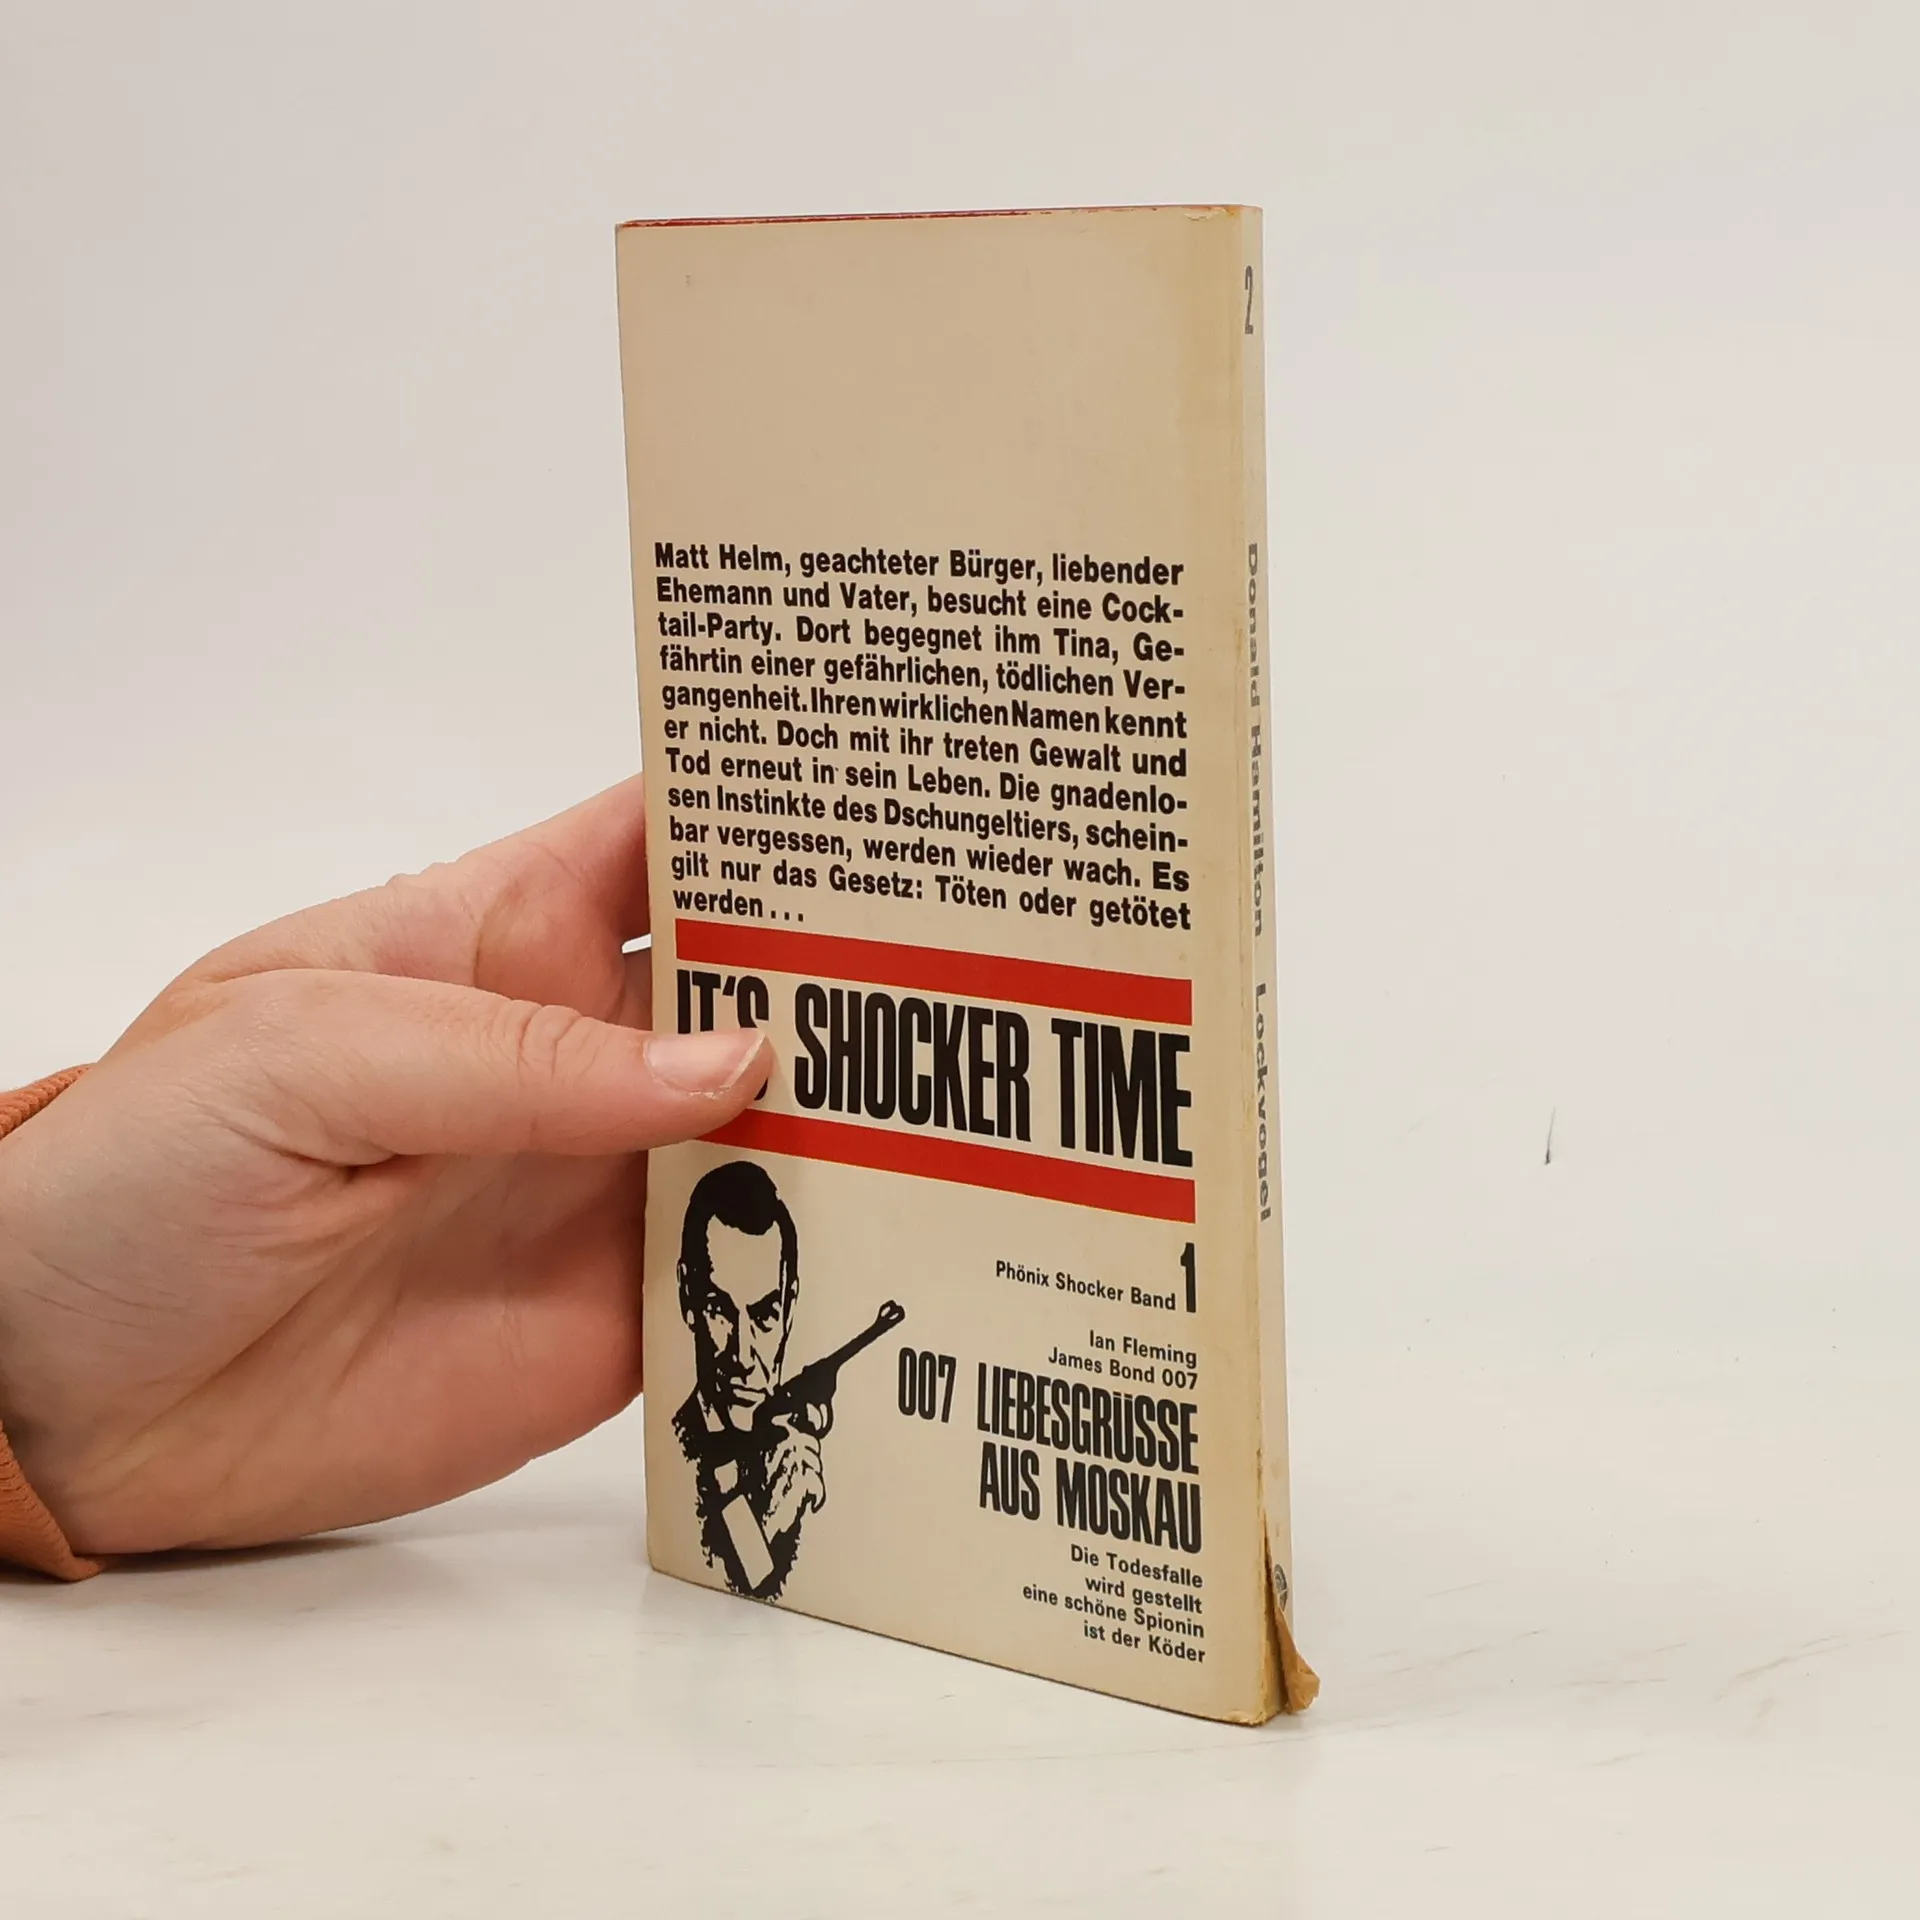 Matt Helm, geachteter Bürger, liebender
Ehemann und Vater, besucht eine Cock-
tail-Party. Dort begegnet ihm Tina, Ge-
fährtin einer gefährlichen, tödlichen Ver-
gangenheit. Ihren wirklichen Namen kennt
er nicht. Doch mit ihr treten Gewalt und
Tod erneut in sein Leben. Die gnadenlo-
sen Instinkte des Dschungeltiers, schein-
bar vergessen, werden wieder wach. Es
gilt nur das Gesetz: Töten oder getötet
werden...
IT'S SHOCKER TIME
Phönix Shocker Band 1
Ian Fleming
James Bond 007
007 LIEBESGRÜSSE
AUS MOSKAU
Die Todesfalle
wird gestellt
eine schöne Spionin
ist der Köder
2
Donald Hamilton Lockvogel